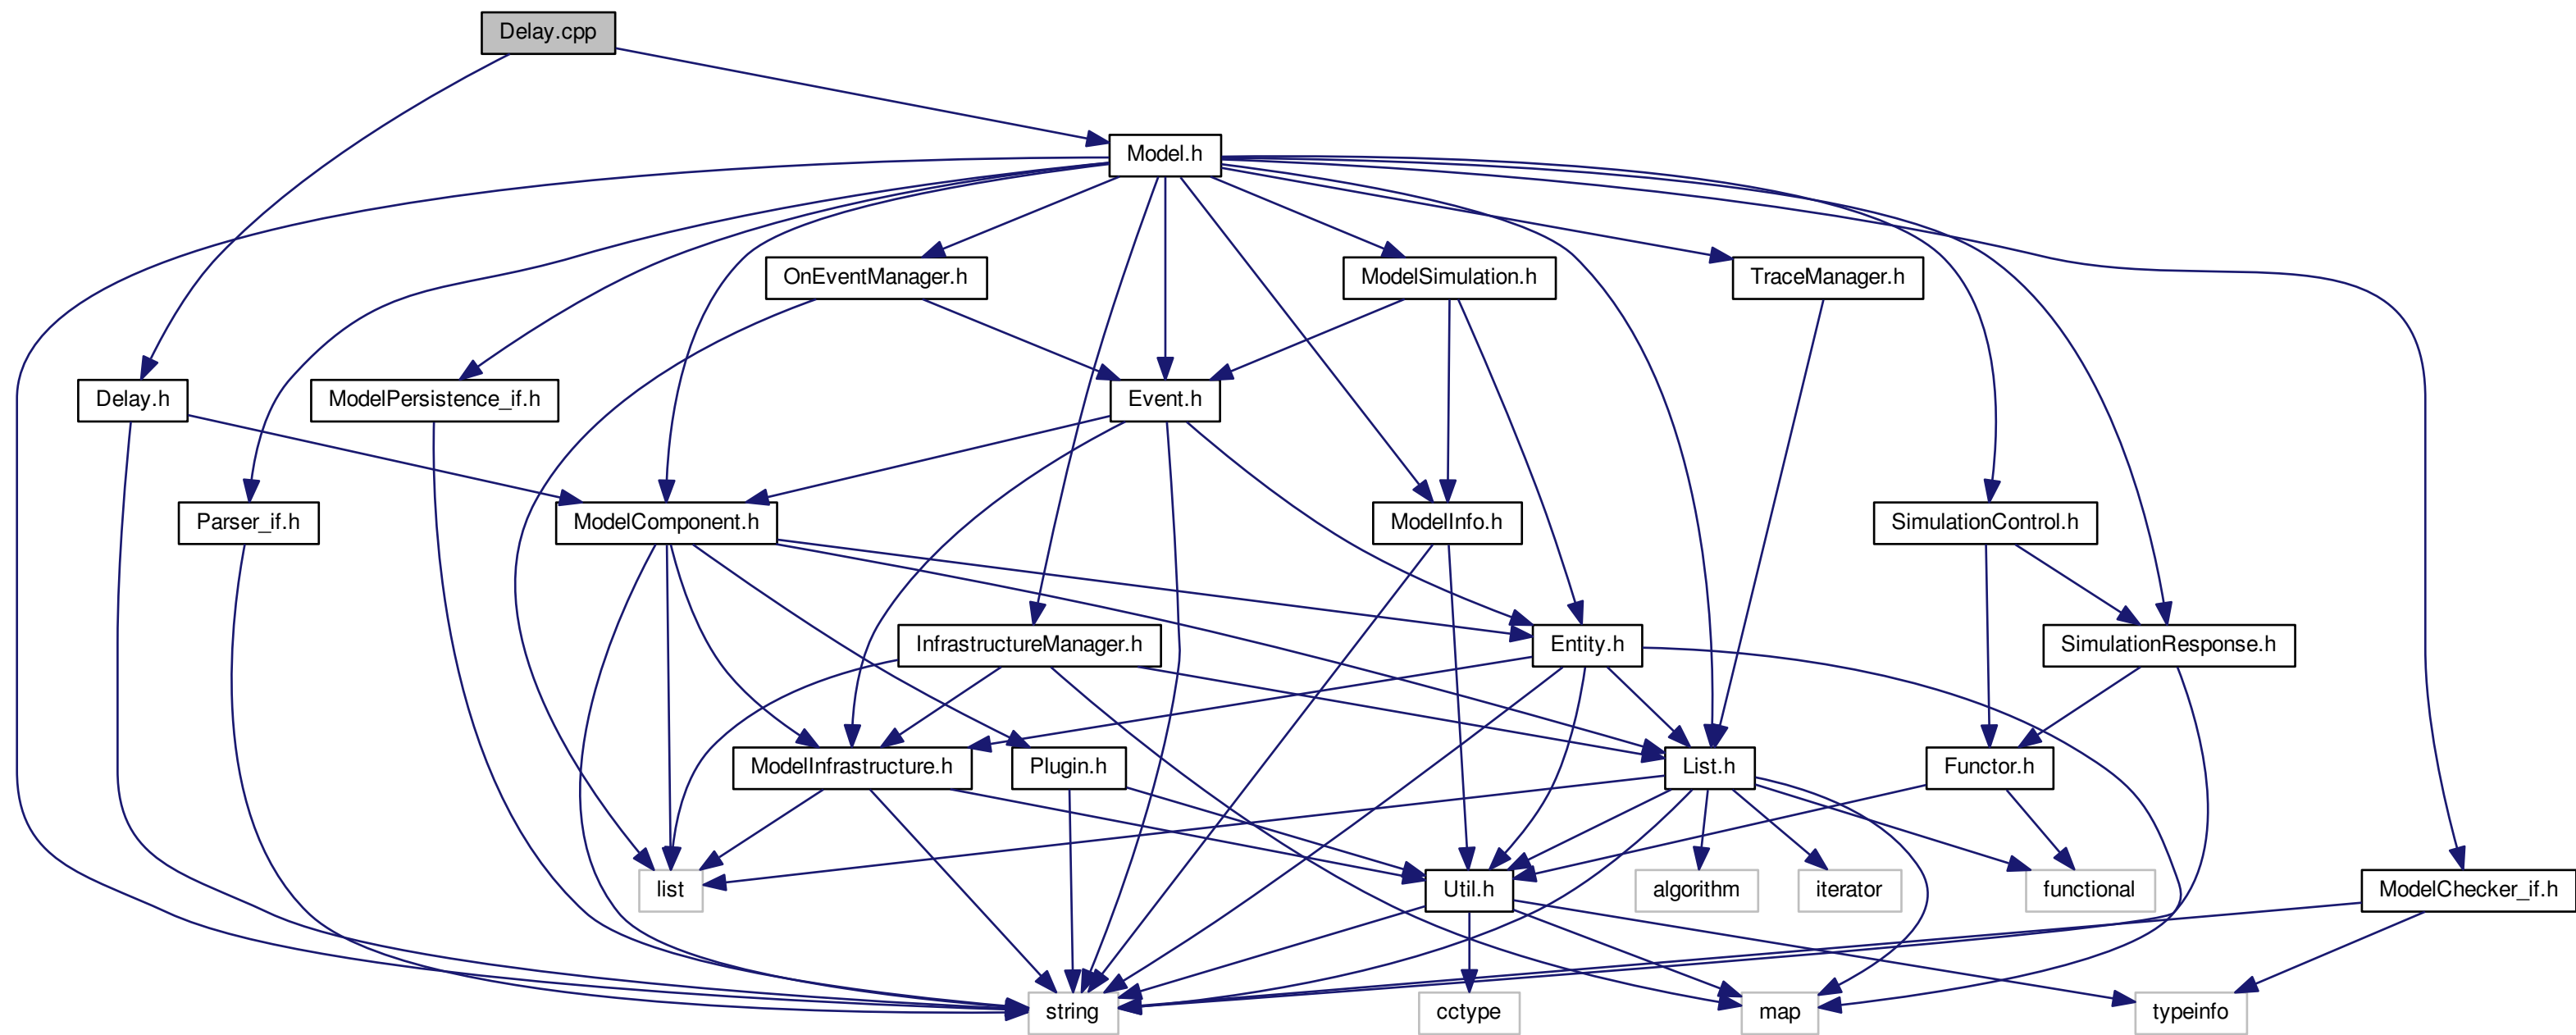 Delay.cpp
Model.h
OnEventManager.h
ModelSimulation.h
TraceManager.h
Delay.h
ModelPersistence_if.h
Event.h
Parser_if.h
ModelComponent.h
ModelInfo.h
SimulationControl.h
InfrastructureManager.h
Entity.h
SimulationResponse.h
ModelInfrastructure.h
Plugin.h
List.h
Functor.h
list
Util.h
algorithm
iterator
functional
ModelChecker_if.h
string
cctype
map
typeinfo